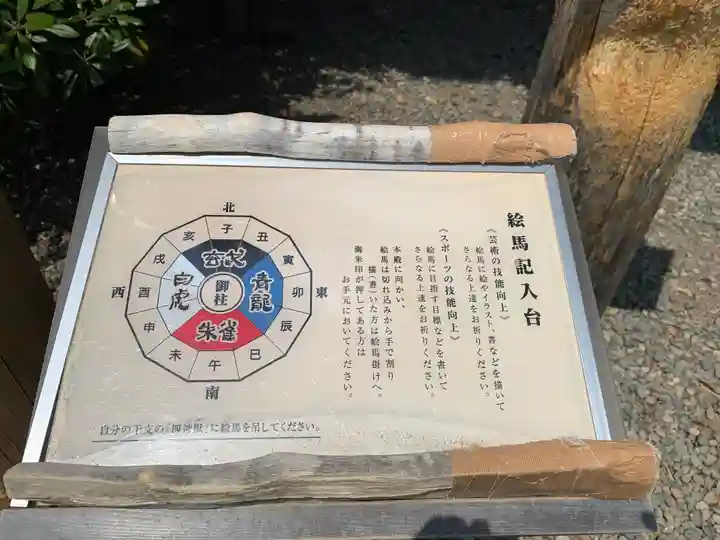 絵馬記入台
《芸術の技能向上》
絵馬に絵やイラスト、書などを描いて
さらなる上達をお祈りください。
《スポーツの技能向上》
絵馬に目指す目標などを書いて
さらなる上達をお祈りください。
本殿に向かい、
絵馬は切れ込みから手で割り
描(書)いた方は絵馬掛けへ。
御朱印が押してある方は
お手元においてください。
北
東
南
西
子
丑
寅
卯
辰
巳
午
未
申
酉
戌
亥
玄武
青龍
朱雀
白虎
御柱
自分の干支の「四神獣」に絵馬を吊してください。